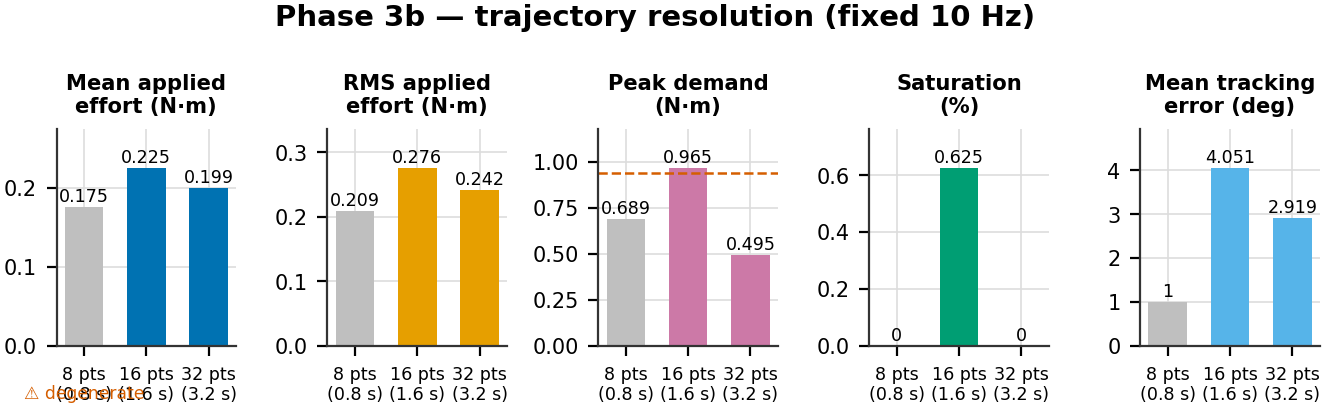 Phase 3b — trajectory resolution (fixed 10 Hz)
Mean applied
effort (N·m)
0.2
0.1
0.0
0.175
0.225
0.199
8 pts
(0.8 s)
16 pts
(1.6 s)
32 pts
(3.2 s)
⚠ degenerate
RMS applied
effort (N·m)
0.3
0.2
0.1
0.0
0.209
0.276
0.242
8 pts
(0.8 s)
16 pts
(1.6 s)
32 pts
(3.2 s)
Peak demand
(N·m)
1.00
0.75
0.50
0.25
0.00
0.689
0.965
0.495
8 pts
(0.8 s)
16 pts
(1.6 s)
32 pts
(3.2 s)
Saturation
(%)
0.6
0.4
0.2
0.0
0
0.625
0
8 pts
(0.8 s)
16 pts
(1.6 s)
32 pts
(3.2 s)
Mean tracking
error (deg)
4
3
2
1
0
1
4.051
2.919
8 pts
(0.8 s)
16 pts
(1.6 s)
32 pts
(3.2 s)